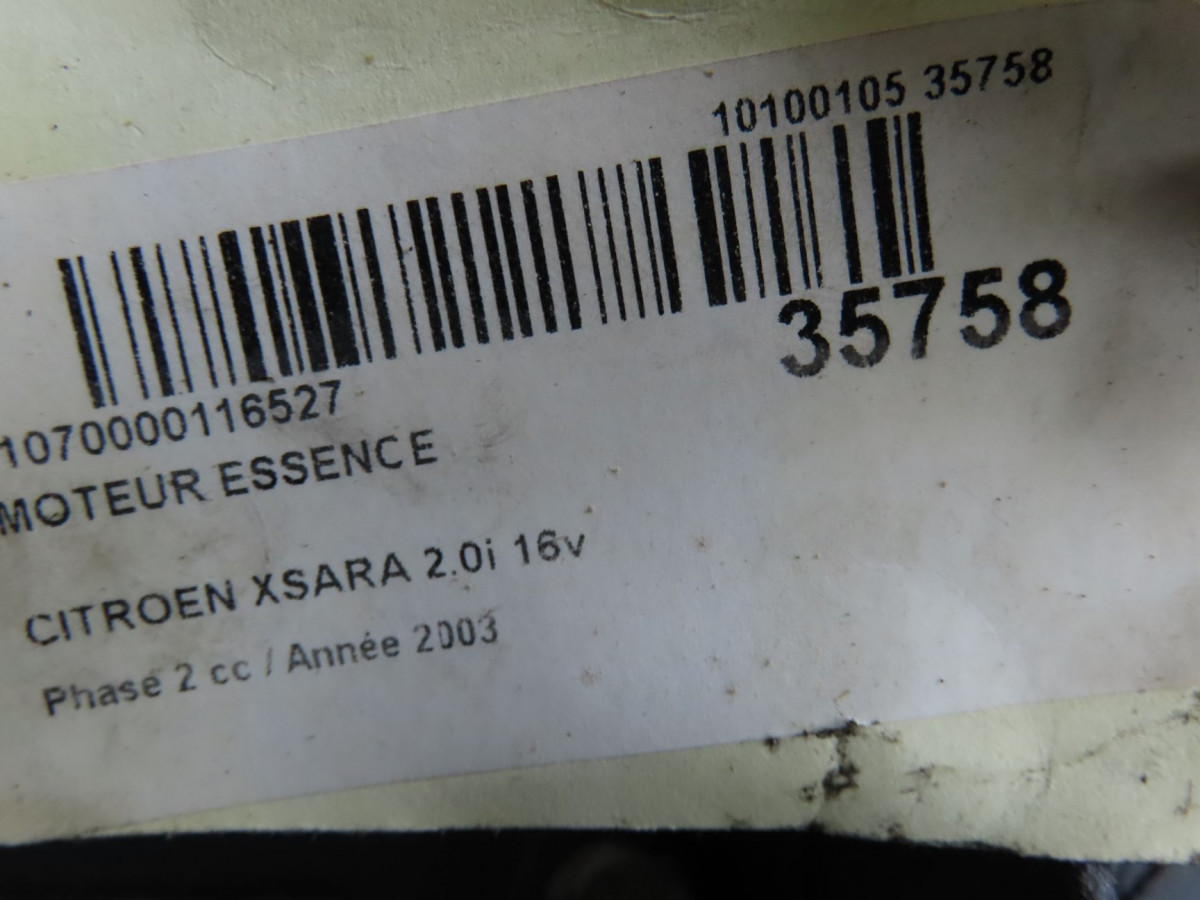 10100105 35758
35758
1070000116527
MOTEUR ESSENCE
CITROEN XSARA 2.0i 16v
Phase 2 cc / Année 2003